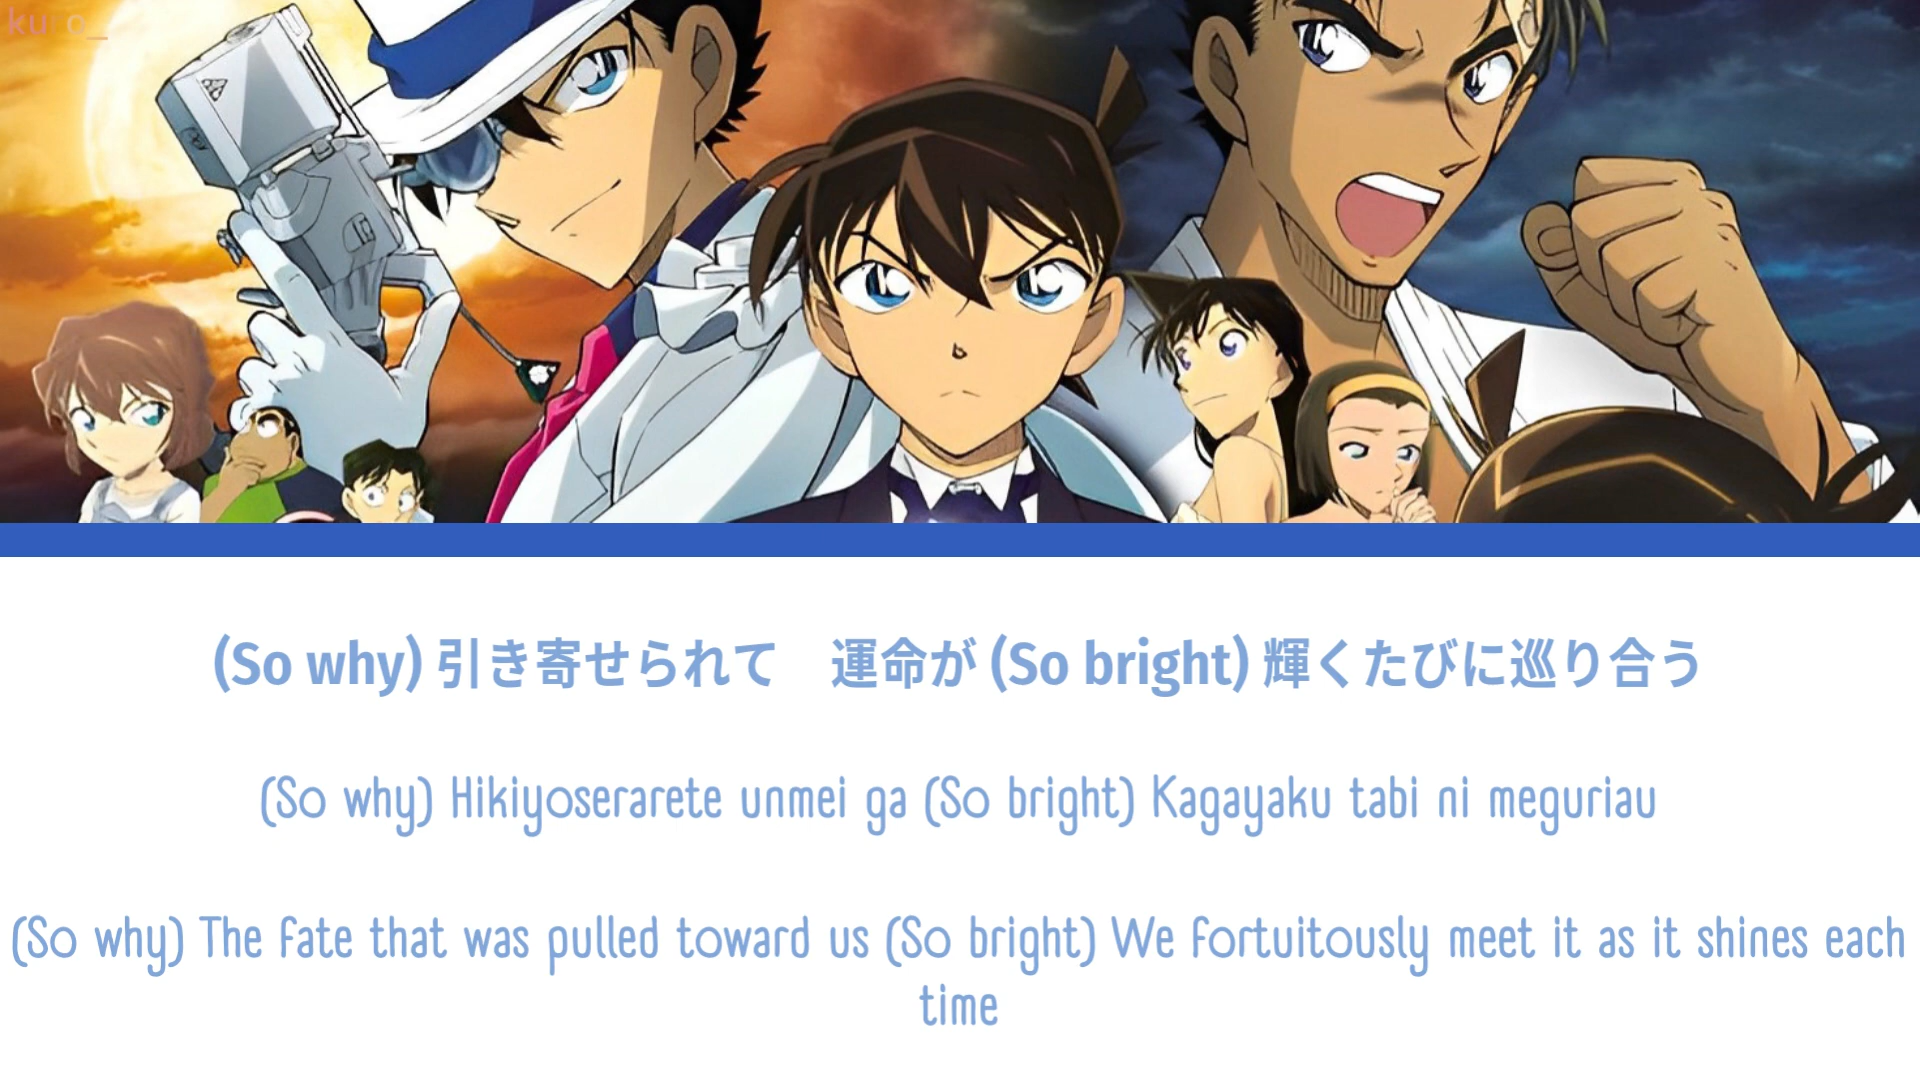 kuro_
(So why) 引き寄せられて　運命が (So bright) 輝くたびに巡り合う
(So why) Hikiyoserarete unmei ga (So bright) Kagayaku tabi ni meguriau
(So why) The fate that was pulled toward us (So bright) We fortuitously meet it as it shines each
time